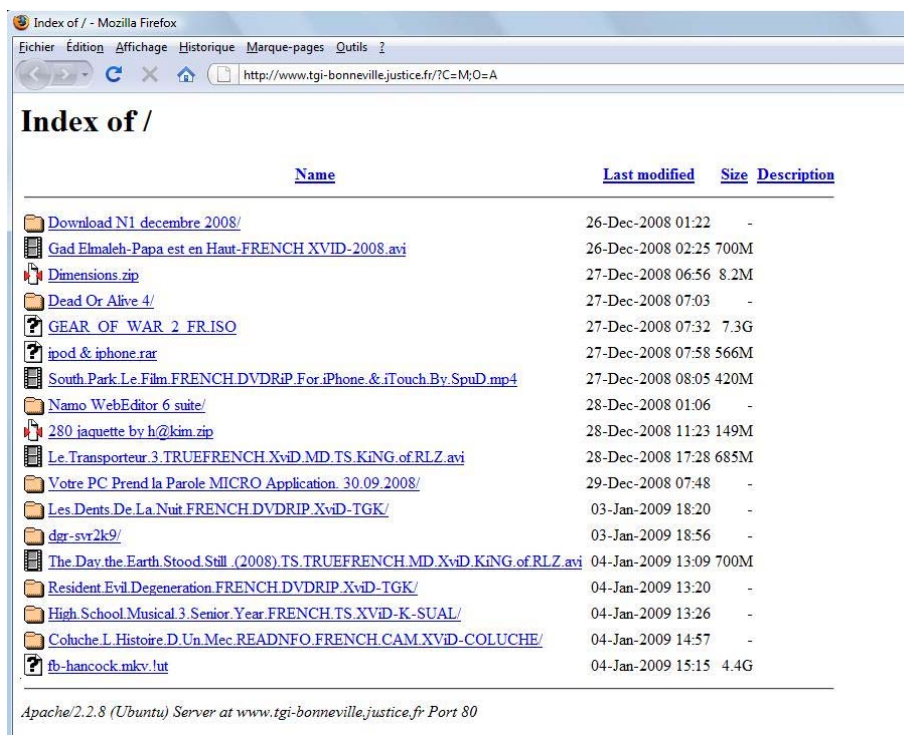 Index of / - Mozilla Firefox
Fichier Édition Affichage Historique Marque-pages Outils ?
http://www.tgi-bonneville.justice.fr/?C=M;O=A
Index of /
Name Last modified Size Description
Download N1 decembre 2008/ 26-Dec-2008 01:22 -
Gad Elmaleh-Papa est en Haut-FRENCH XVID-2008.avi 26-Dec-2008 02:25 700M
Dimensions.zip 27-Dec-2008 06:56 8.2M
Dead Or Alive 4/ 27-Dec-2008 07:03 -
GEAR_OF_WAR_2_FR.ISO 27-Dec-2008 07:32 7.3G
ipod & iphone.rar 27-Dec-2008 07:58 566M
South.Park.Le.Film.FRENCH.DVDRiP.For.iPhone.&.iTouch.By.SpuD.mp4 27-Dec-2008 08:05 420M
Namo WebEditor 6 suite/ 28-Dec-2008 01:06 -
280 jaquette by h@kim.zip 28-Dec-2008 11:23 149M
Le.Transporteur.3.TRUEFRENCH.XviD.MD.TS.KiNG.of.RLZ.avi 28-Dec-2008 17:28 685M
Votre PC Prend la Parole MICRO Application. 30.09.2008/ 29-Dec-2008 07:48 -
Les.Dents.De.La.Nuit.FRENCH.DVDRIP.XviD-TGK/ 03-Jan-2009 18:20 -
dgr-svr2k9/ 03-Jan-2009 18:56 -
The.Day.the.Earth.Stood.Still .(2008).TS.TRUEFRENCH.MD.XviD.KiNG.of.RLZ.avi 04-Jan-2009 13:09 700M
Resident.Evil.Degeneration.FRENCH.DVDRIP.XviD-TGK/ 04-Jan-2009 13:20 -
High.School.Musical.3.Senior.Year.FRENCH.TS.XViD-K-SUAL/ 04-Jan-2009 13:26 -
Coluche.L.Histoire.D.Un.Mec.READNFO.FRENCH.CAM.XViD-COLUCHE/ 04-Jan-2009 14:57 -
fb-hancock.mkv.!ut 04-Jan-2009 15:15 4.4G
Apache/2.2.8 (Ubuntu) Server at www.tgi-bonneville.justice.fr Port 80